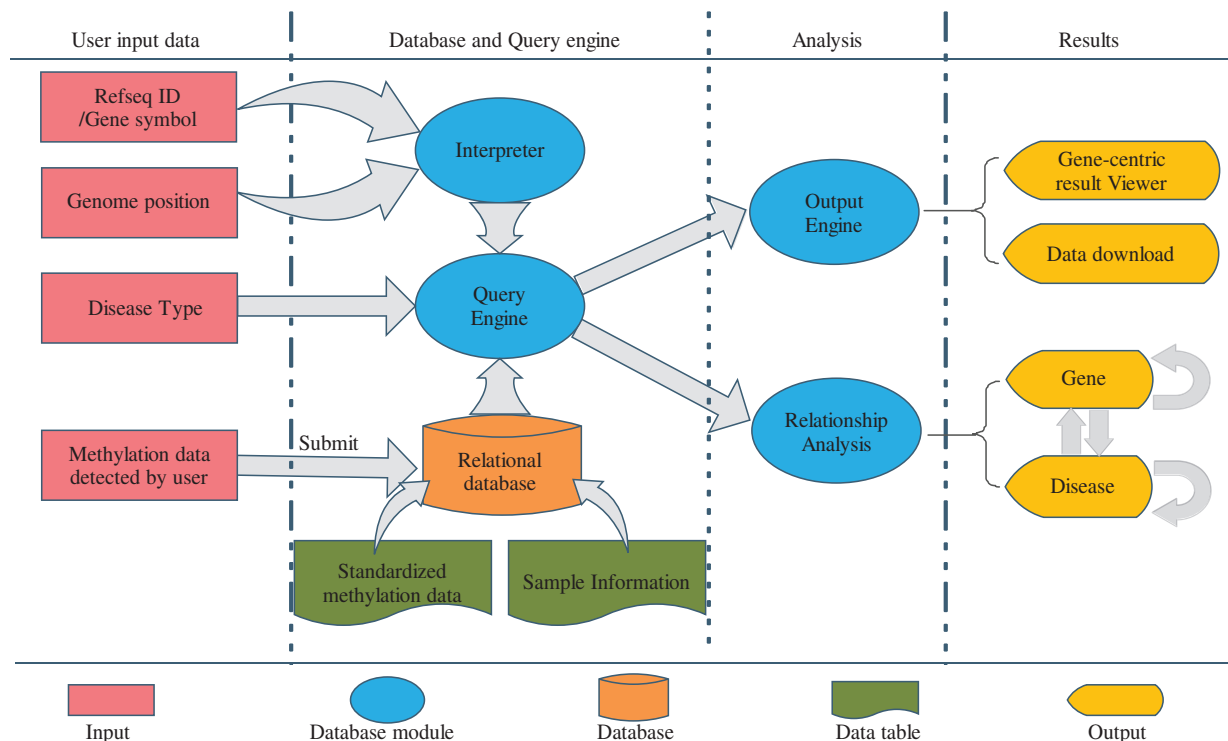 User input data
Database and Query engine
Analysis
Results
Refseq ID
/Gene symbol
Genome position
Disease Type
Methylation data
detected by user
Submit
Interpreter
Query
Engine
Relational
database
Standardized
methylation data
Sample Information
Output
Engine
Relationship
Analysis
Gene-centric
result Viewer
Data download
Gene
Disease
Input
Database module
Database
Data table
Output